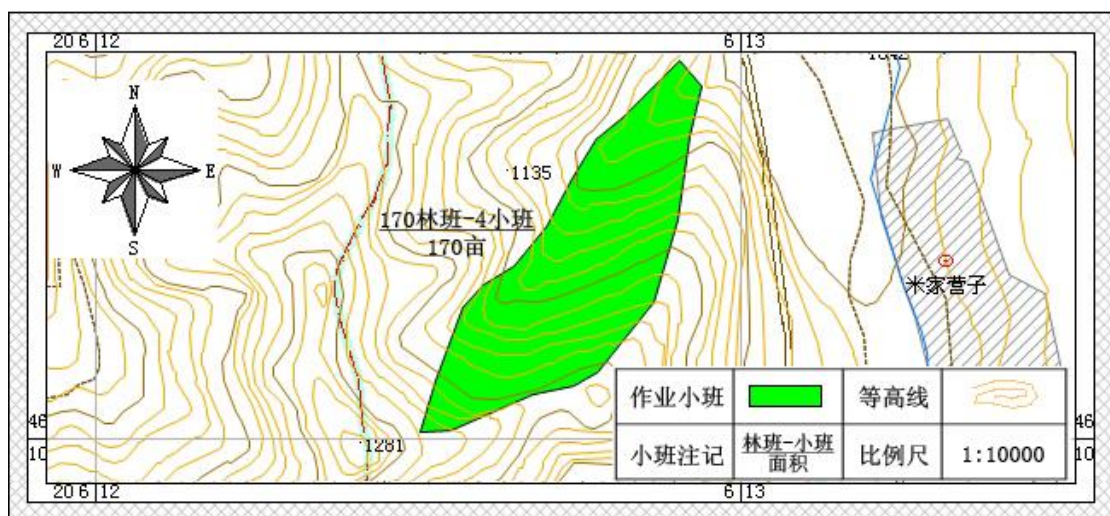 20 6 12
6 13
1042
N
W
E
S
1135
170林班-4小班
170亩
米家营子
46
10
46
10
1281
作业小班
等高线
小班注记
林班-小班
面积
比例尺
1:10000
20 6 12
6 13